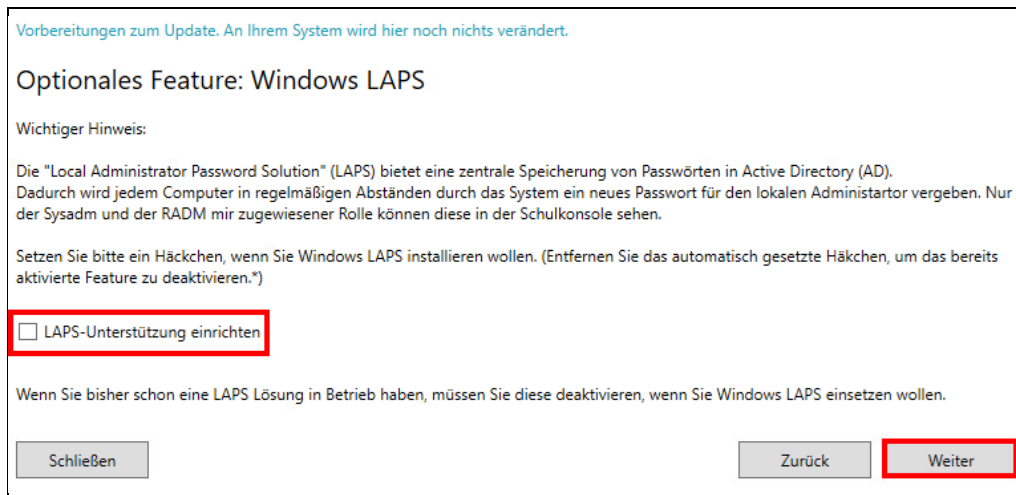 Vorbereitungen zum Update. An Ihrem System wird hier noch nichts verändert.
Optionales Feature: Windows LAPS
Wichtiger Hinweis:
Die "Local Administrator Password Solution" (LAPS) bietet eine zentrale Speicherung von Passwörten in Active Directory (AD).
Dadurch wird jedem Computer in regelmäßigen Abständen durch das System ein neues Passwort für den lokalen Administartor vergeben. Nur
der Sysadm und der RADM mir zugewiesener Rolle können diese in der Schulkonsole sehen.
Setzen Sie bitte ein Häckchen, wenn Sie Windows LAPS installieren wollen. (Entfernen Sie das automatisch gesetzte Häkchen, um das bereits
aktivierte Feature zu deaktivieren.*)
LAPS-Unterstützung einrichten
Wenn Sie bisher schon eine LAPS Lösung in Betrieb haben, müssen Sie diese deaktivieren, wenn Sie Windows LAPS einsetzen wollen.
Schließen Zurück Weiter